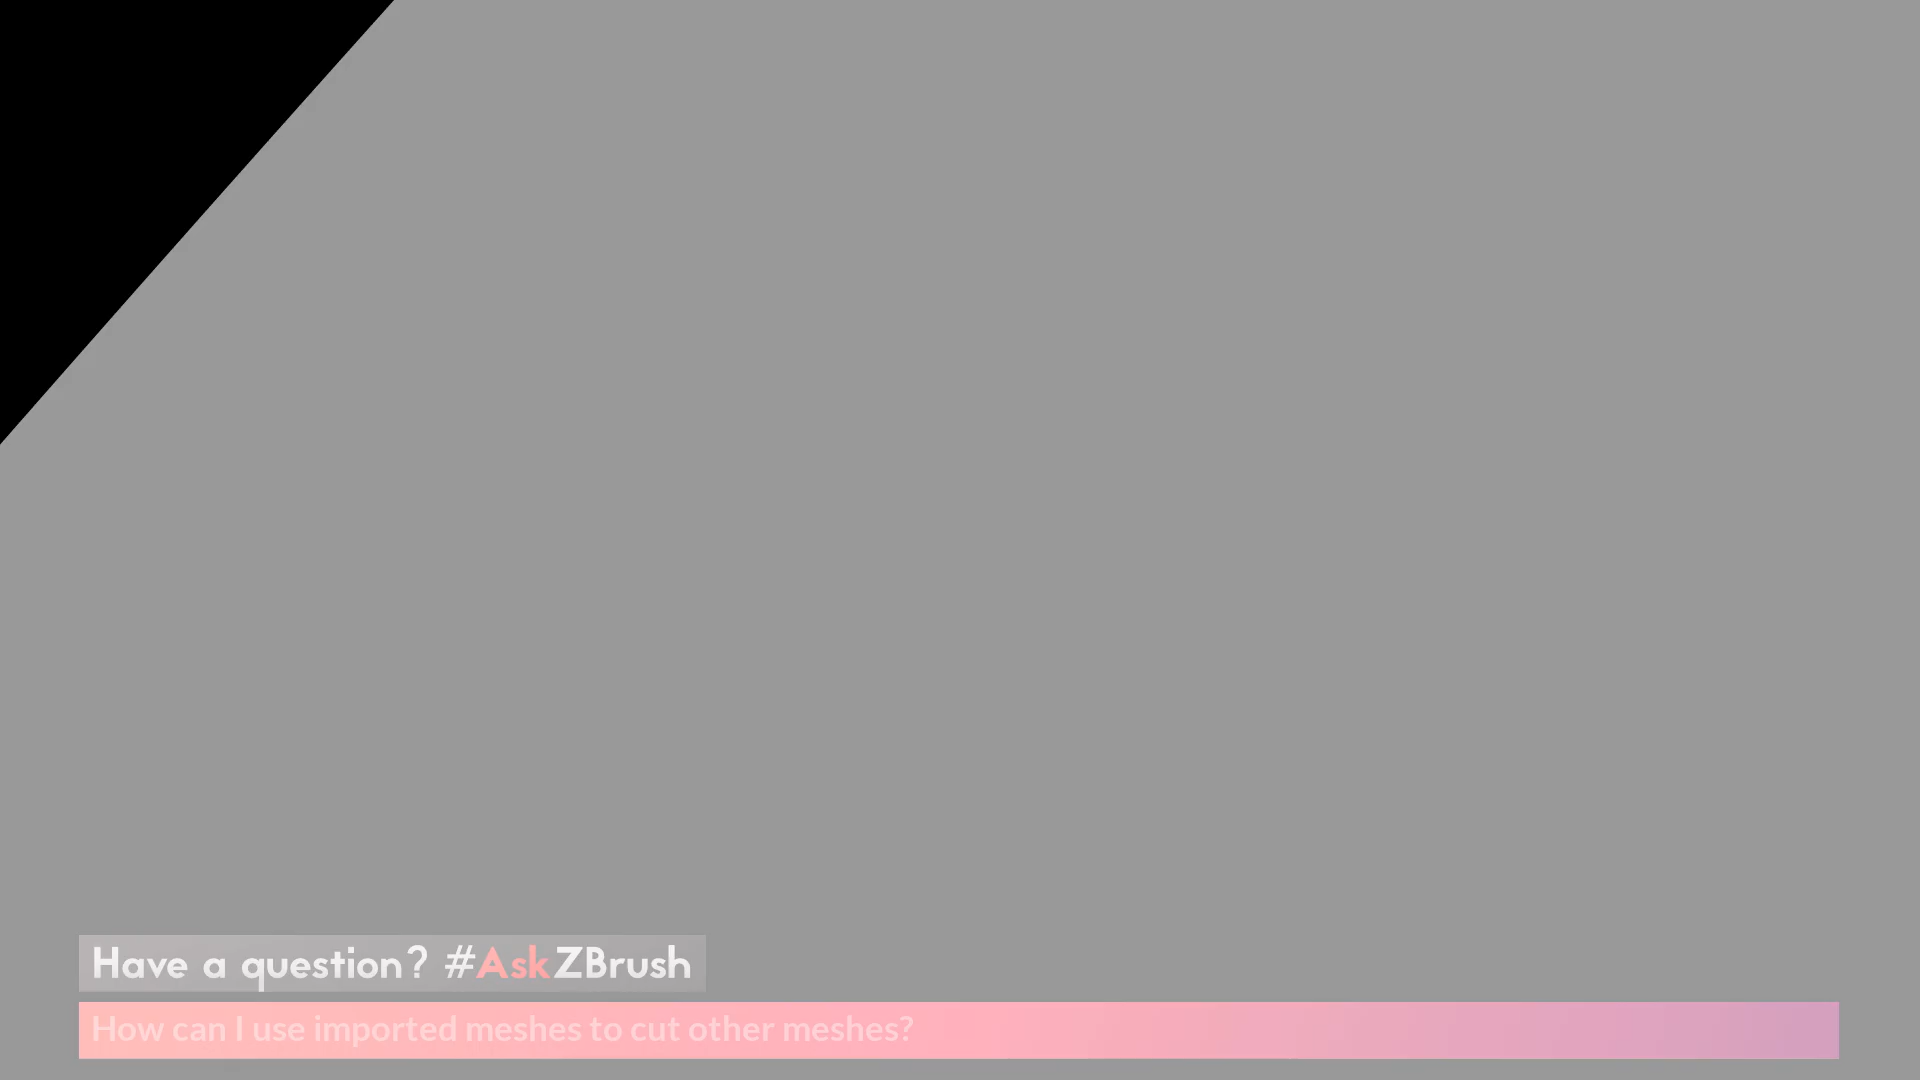 Have a question? #AskZBrush
How can I use imported meshes to cut other meshes?